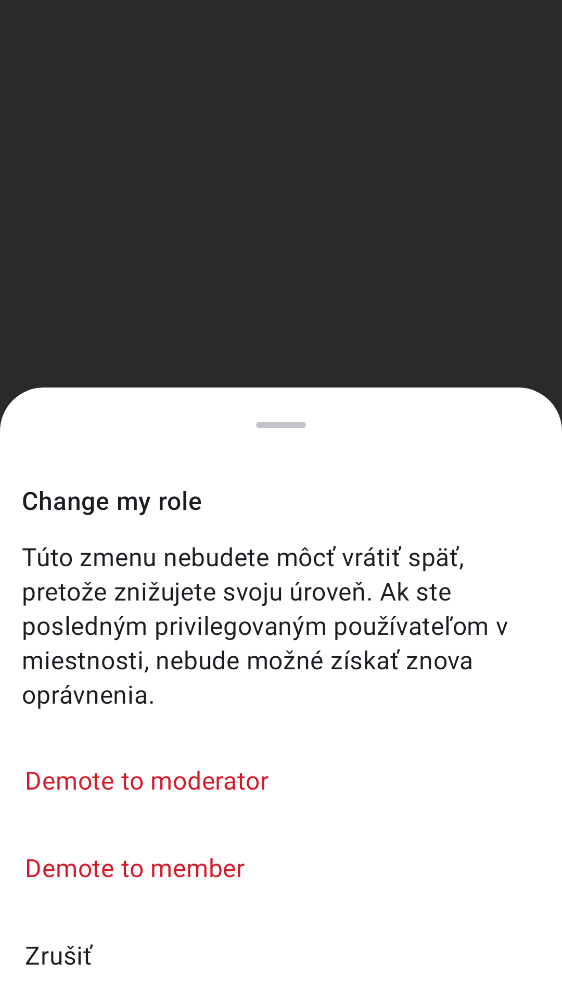 Change my role
Túto zmenu nebudete môcť vrátiť späť,
pretože znižujete svoju úroveň. Ak ste
posledným privilegovaným používateľom v
miestnosti, nebude možné získať znova
oprávnenia.
Demote to moderator
Demote to member
Zrušiť